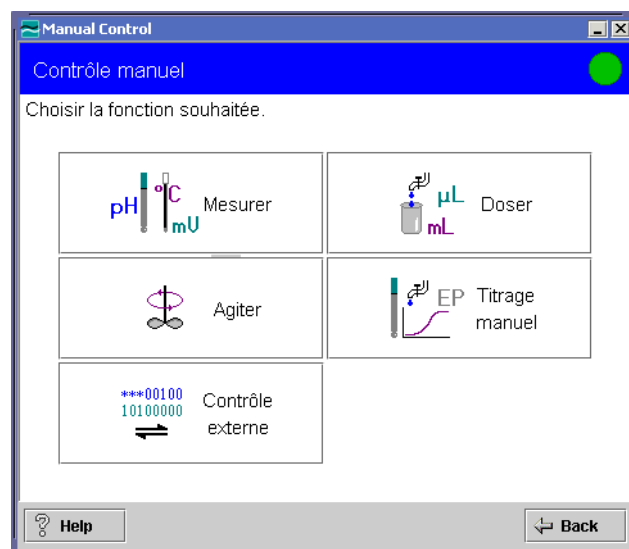 Manual Control
Contrôle manuel
Choisir la fonction souhaitée.
pH °C mV Mesurer
µL mL Doser
Agiter
EP Titrage
manuel
***00100
10100000
Contrôle
externe
Help
Back